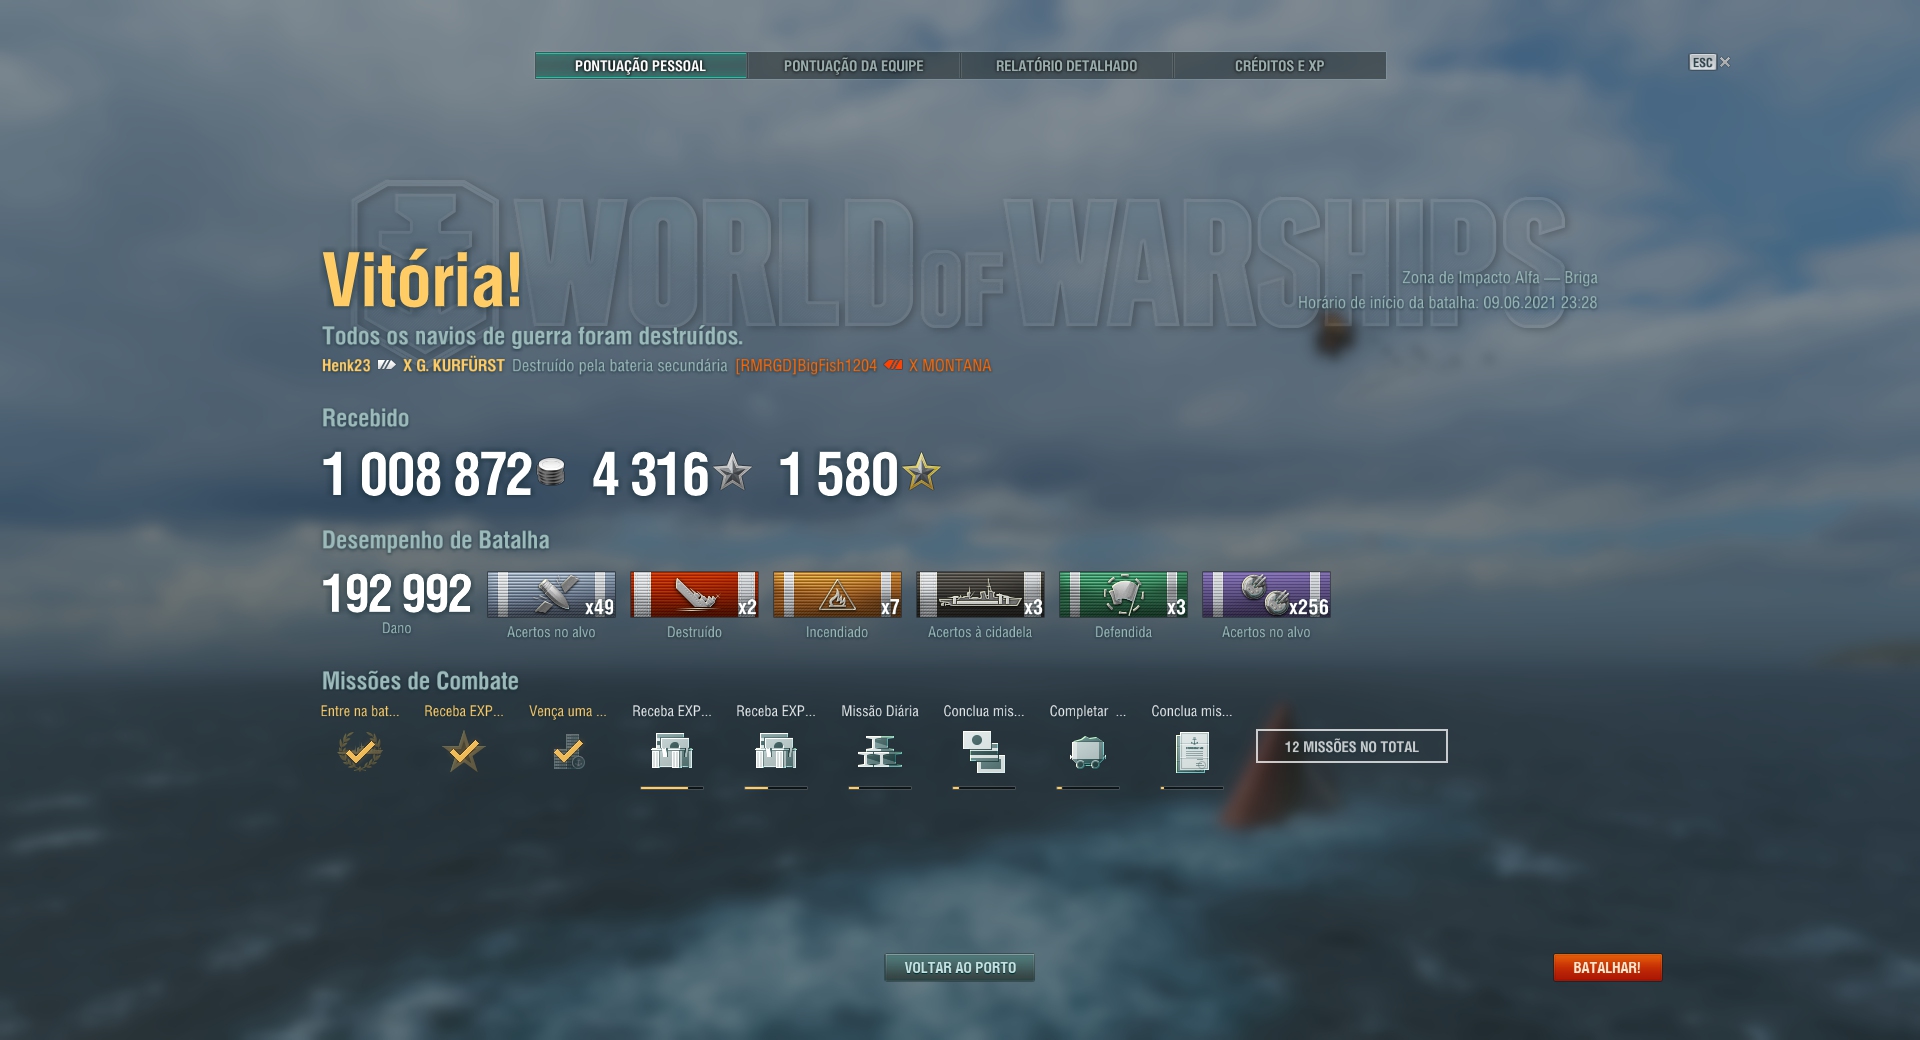 PONTUAÇÃO PESSOAL
PONTUAÇÃO DA EQUIPE
RELATÓRIO DETALHADO
CRÉDITOS E XP
ESC
WORLD OF WARSHIPS
Vitória!
Zona de Impacto Alfa — Briga
Horário de início da batalha: 09.06.2021 23:28
Todos os navios de guerra foram destruídos.
Henk23 X G. KURFÜRST Destruído pela bateria secundária [RMRGD]BigFish1204 X MONTANA
Recebido
1 008 872 4 316 1 580
Desempenho de Batalha
192 992 x49 x2 x7 x3 x3 x256
Dano Acertos no alvo Destruído Incendiado Acertos à cidadela Defendida Acertos no alvo
Missões de Combate
Entre na bat... Receba EXP... Vença uma ... Receba EXP... Receba EXP... Missão Diária Conclua mis... Completar ... Conclua mis...
12 MISSÕES NO TOTAL
VOLTAR AO PORTO
BATALHAR!